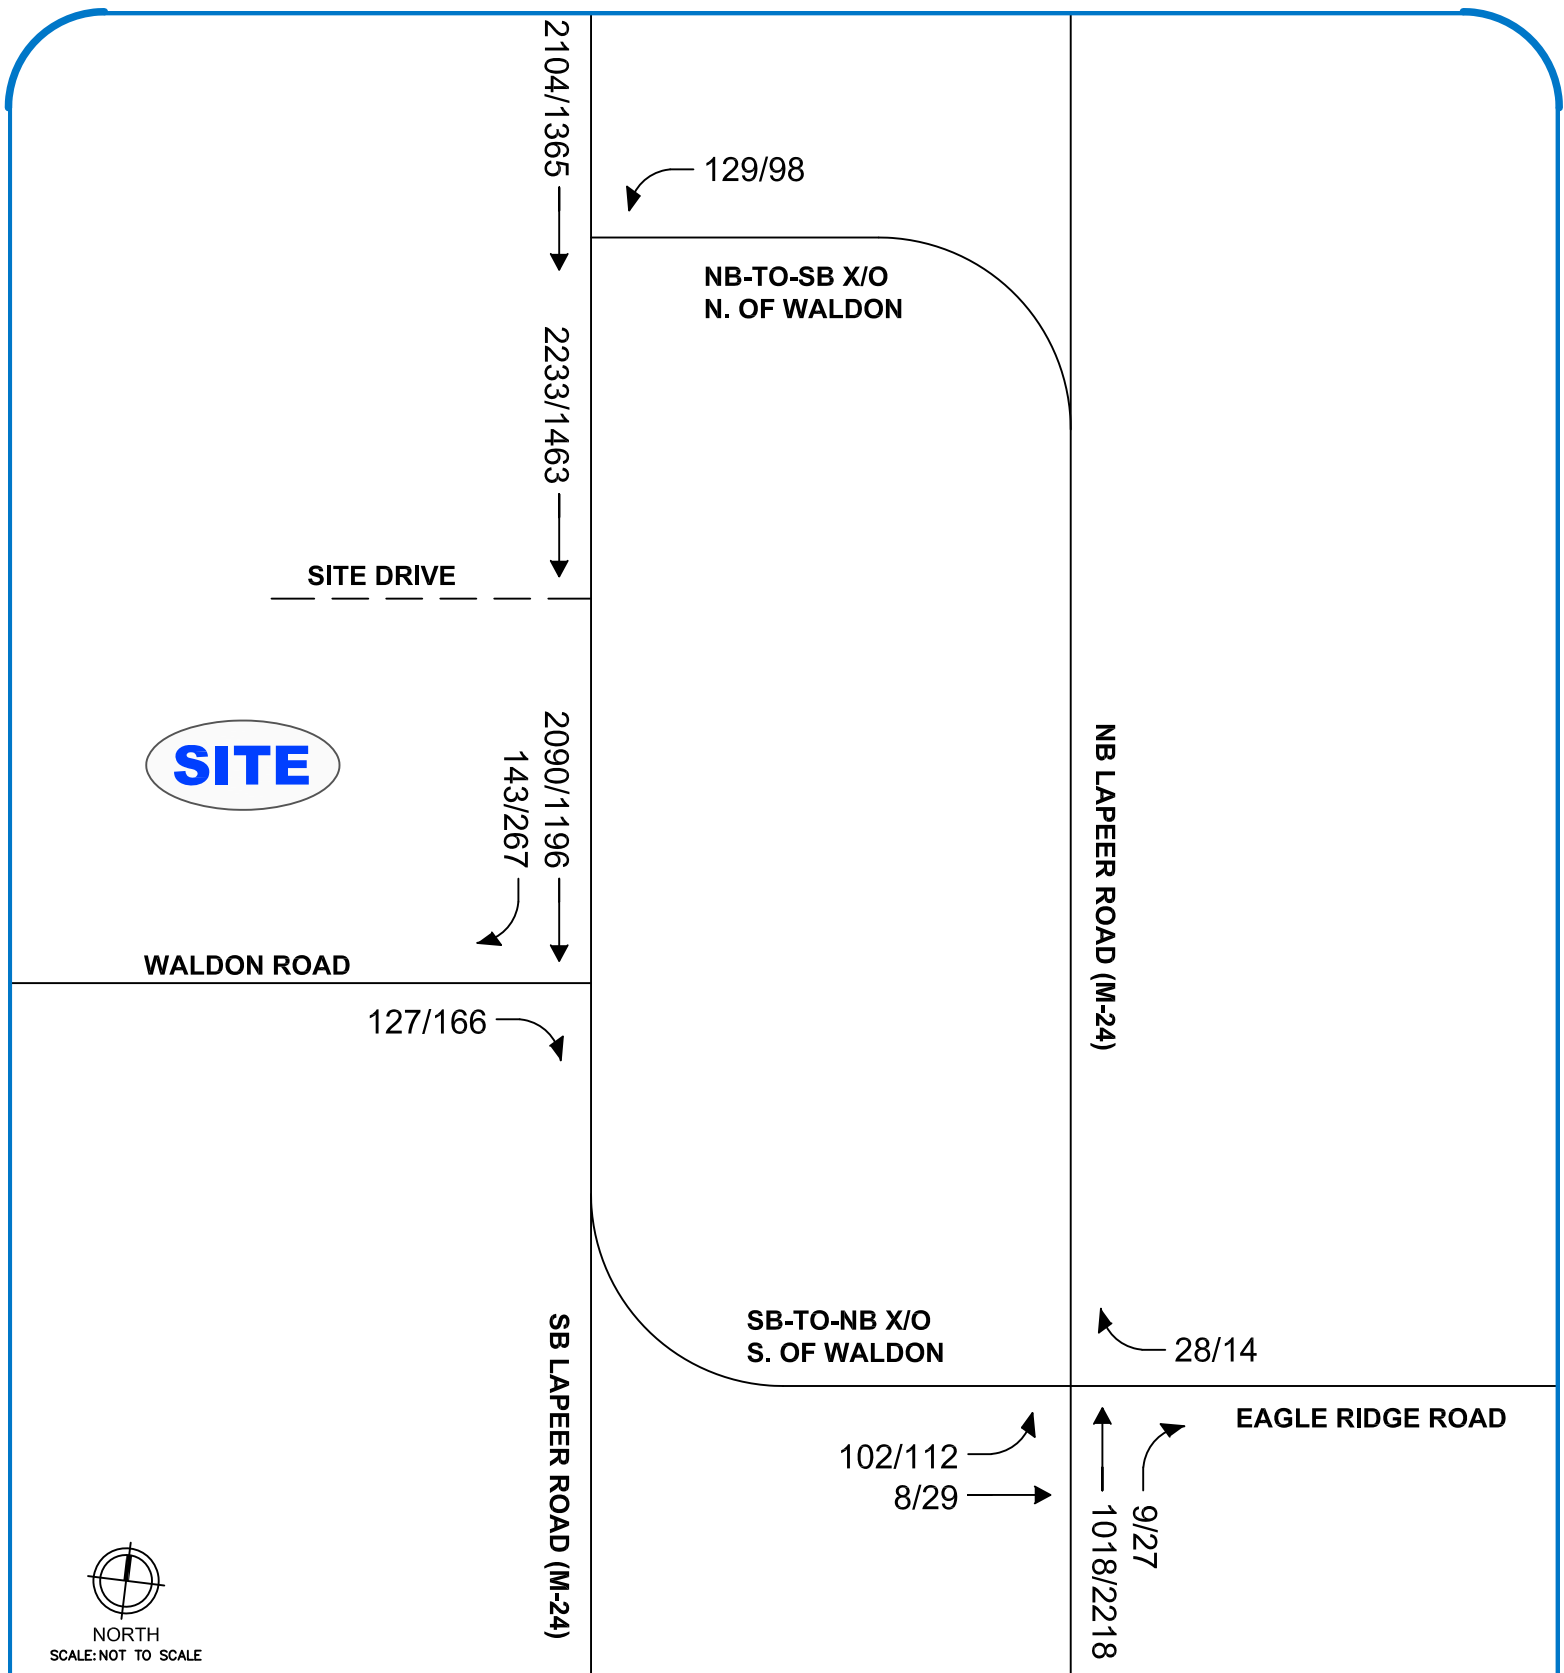 2104/1365
129/98
NB-TO-SB X/O
N. OF WALDON
2233/1463
SITE DRIVE
SITE
2090/1196
143/267
NB LAPEER ROAD (M-24)
WALDON ROAD
127/166
SB LAPEER ROAD (M-24)
SB-TO-NB X/O
S. OF WALDON
28/14
EAGLE RIDGE ROAD
102/112
8/29
9/27
1018/2218
NORTH
SCALE: NOT TO SCALE